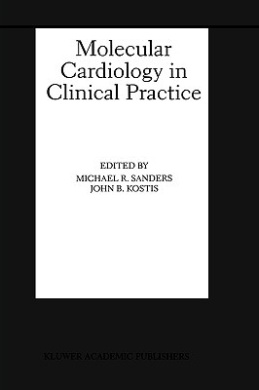 Molecular
Cardiology in
Clinical Practice
EDITED BY
MICHAEL R. SANDERS
JOHN B. KOSTIS
KLUWER ACADEMIC PUBLISHERS